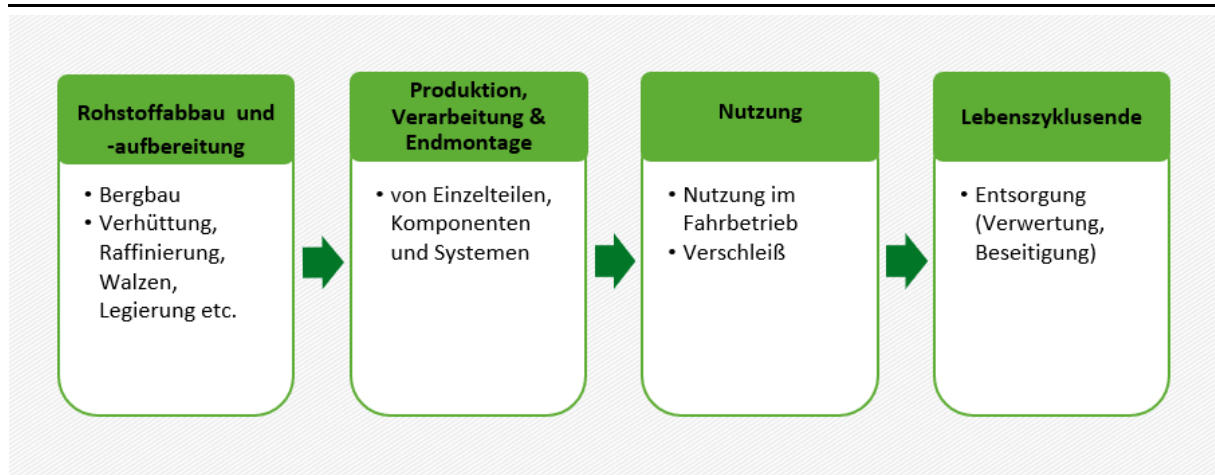 Rohstoffabbau und
-aufbereitung
• Bergbau
• Verhüttung,
Raffinierung,
Walzen,
Legierung etc.
Produktion,
Verarbeitung &
Endmontage
• von Einzelteilen,
Komponenten
und Systemen
Nutzung
• Nutzung im
Fahrbetrieb
• Verschleiß
Lebenszyklusende
• Entsorgung
(Verwertung,
Beseitigung)